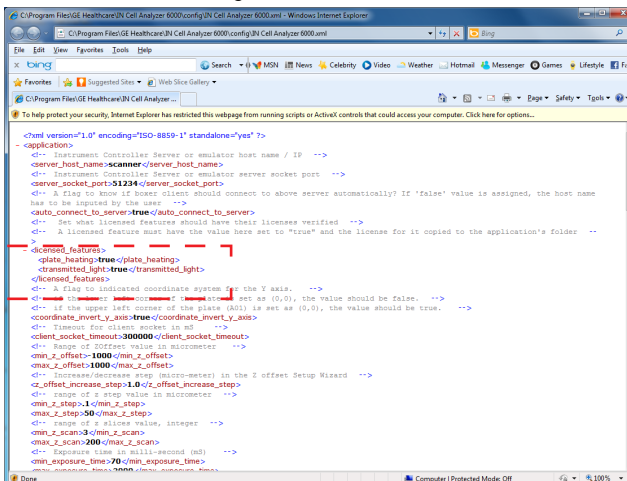 C:\Program Files\GE Healthcare\IN Cell Analyzer 6000\config\IN Cell Analyzer 6000.xml - Windows Internet Explorer
C:\Program Files\GE Healthcare\IN Cell Analyzer 6000\config\IN Cell Analyzer 6000.xml
Bing
File Edit View Favorites Tools Help
x bing Search MSN News Celebrity Video Weather Hotmail Messenger Games Lifestyle
Favorites Suggested Sites Web Slice Gallery
C:\Program Files\GE Healthcare\IN Cell Analyzer ... Page Safety Tools
To help protect your security, Internet Explorer has restricted this webpage from running scripts or ActiveX controls that could access your computer. Click here for options...
<?xml version="1.0" encoding="ISO-8859-1" standalone="yes" ?>
- <application>
<!-- Instrument Controller Server or emulator host name / IP -->
<server_host_name>scanner</server_host_name>
<!-- Instrument Controller Server or emulator server socket port -->
<server_socket_port>51234</server_socket_port>
<!-- A flag to know if boxer client should connect to above server automatically? If 'false' value is assigned, the host name
has to be inputed by the user -->
<auto_connect_to_server>true</auto_connect_to_server>
<!-- Set what licensed features should have their licenses verified -->
<!-- A licensed feature must have the value here set to "true" and the license for it copied to the application's folder --
>
- <licensed_features>
<plate_heating>true</plate_heating>
<transmitted_light>true</transmitted_light>
</licensed_features>
<!-- A flag to indicated coordinate system for the Y axis. -->
<!-- if the lower left corner of the plate is set as (0,0), the value should be false. -->
<!-- if the upper left corner of the plate (A01) is set as (0,0), the value should be true. -->
<coordinate_invert_y_axis>true</coordinate_invert_y_axis>
<!-- Timeout for client socket in mS -->
<client_socket_timeout>300000</client_socket_timeout>
<!-- Range of ZOffset value in micrometer -->
<min_z_offset>-1000</min_z_offset>
<max_z_offset>1000</max_z_offset>
<!-- Increase/decrease step (micro-meter) in the Z offset Setup Wizard -->
<z_offset_increase_step>1.0</z_offset_increase_step>
<!-- range of z step value in micrometer -->
<min_z_step>.1</min_z_step>
<max_z_step>50</max_z_step>
<!-- range of z slices value, integer -->
<min_z_scan>3</min_z_scan>
<max_z_scan>200</max_z_scan>
<!-- Exposure time in milli-second (mS) -->
<min_exposure_time>70</min_exposure_time>
<max_exposure_time>2000</max_exposure_time>
Done Computer | Protected Mode: Off 100%